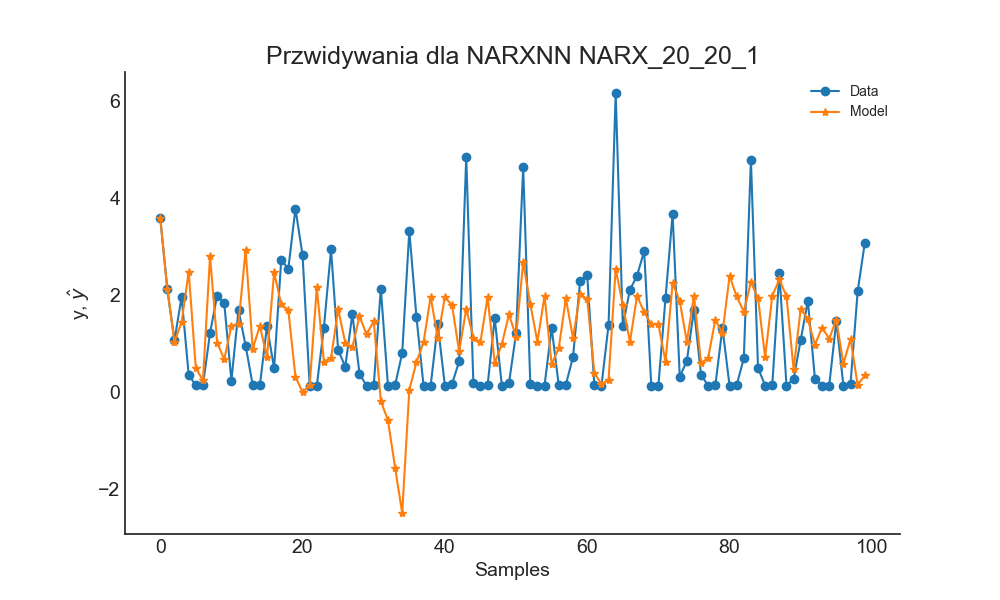 Przwidywania dla NARXNN NARX_20_20_1
Data
Model
6
4
2
0
−2
y, ŷ
0 20 40 60 80 100
Samples